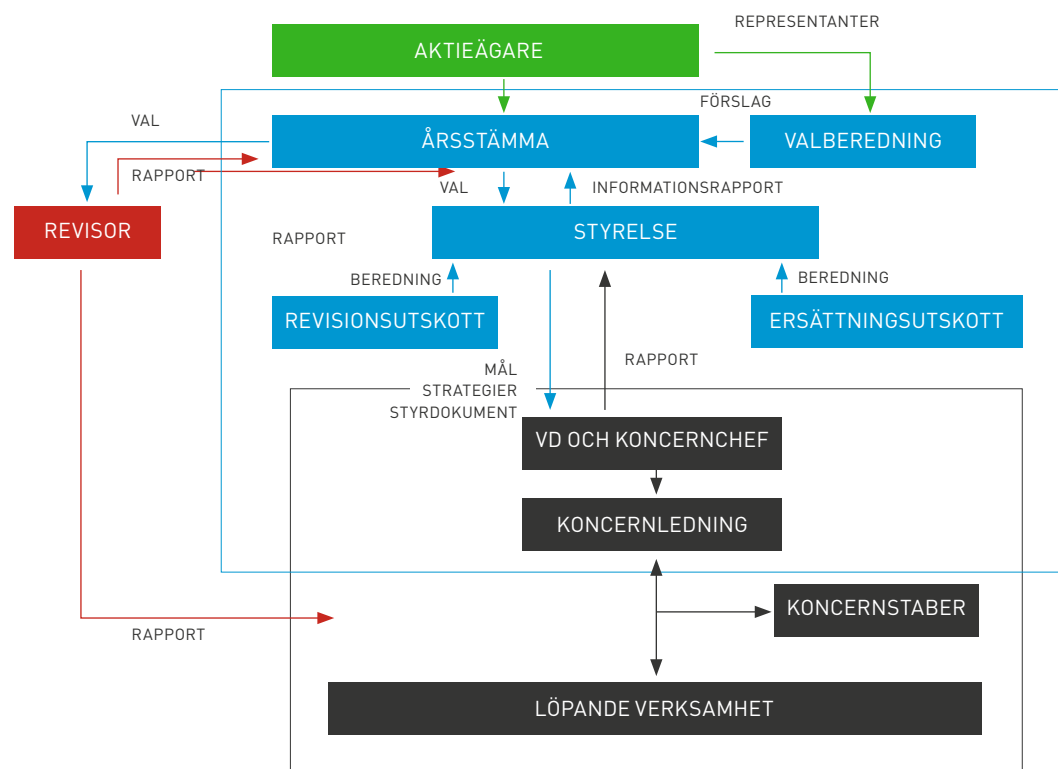 REPRESENTANTER
AKTIEÄGARE
FÖRSLAG
VAL
ÅRSSTÄMMA
VALBEREDNING
RAPPORT
VAL
INFORMATIONSRAPPORT
REVISOR
STYRELSE
RAPPORT
BEREDNING
BEREDNING
REVISIONSUTSKOTT
ERSÄTTNINGSUTSKOTT
RAPPORT
MÅL
STRATEGIER
STYRDOKUMENT
VD OCH KONCERNCHEF
KONCERNLEDNING
KONCERNSTABER
RAPPORT
LÖPANDE VERKSAMHET